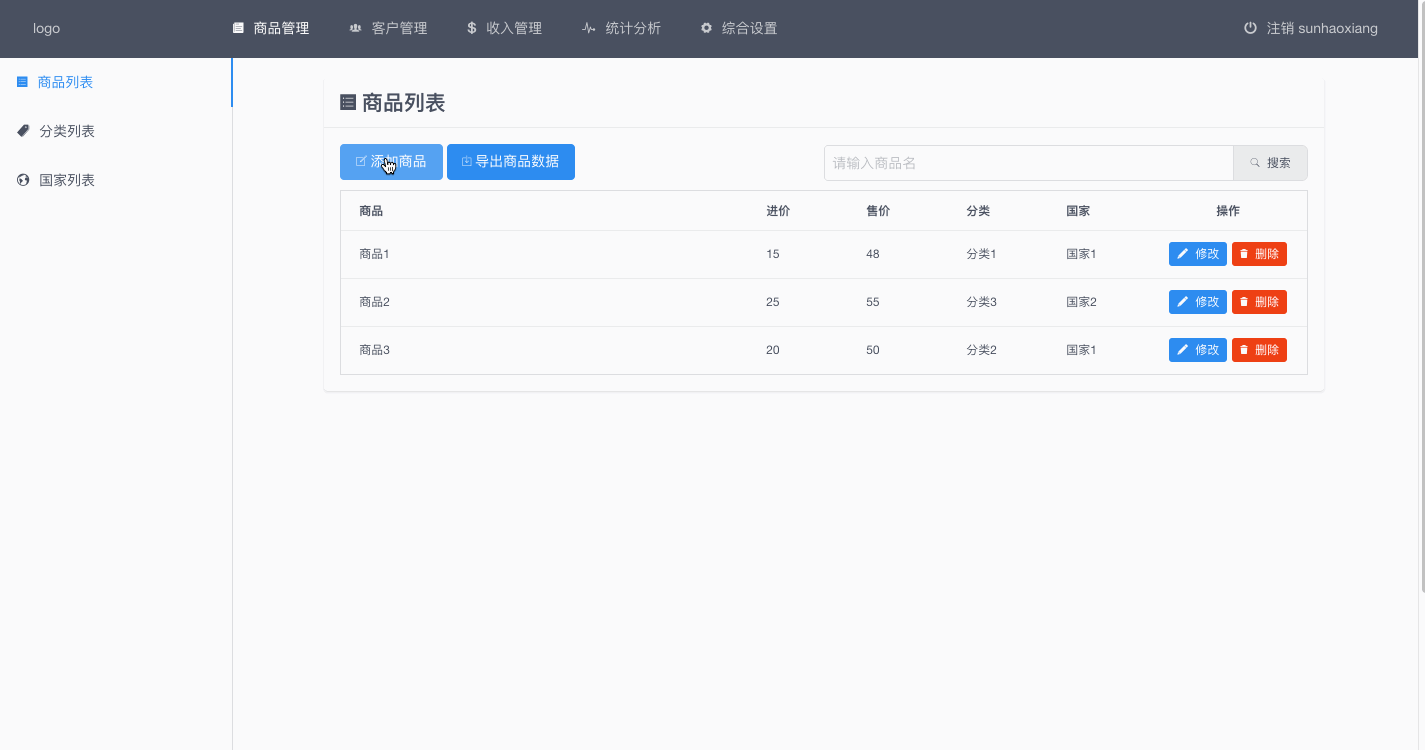 logo 商品管理 客户管理 收入管理 统计分析 综合设置 注销 sunhaoxiang
商品列表
分类列表
国家列表
商品列表
添加商品 导出商品数据 请输入商品名 搜索
商品 进价 售价 分类 国家 操作
商品1 15 48 分类1 国家1 修改 删除
商品2 25 55 分类3 国家2 修改 删除
商品3 20 50 分类2 国家1 修改 删除